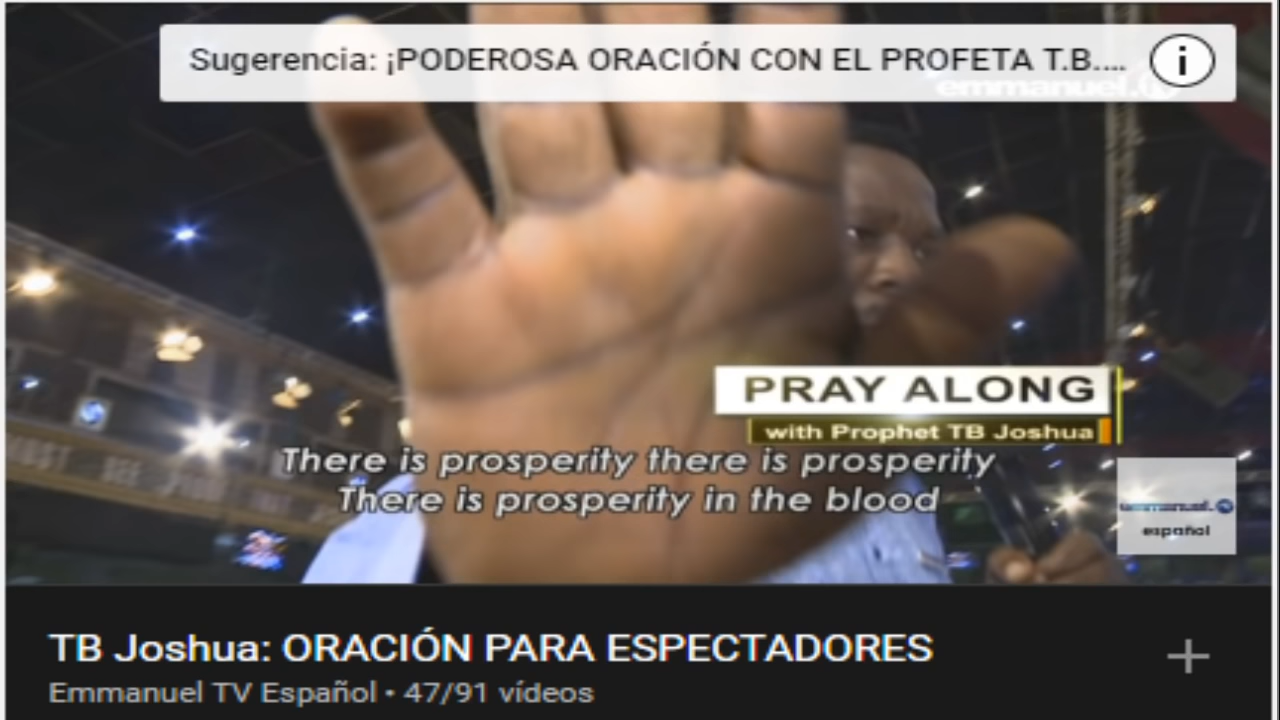 Sugerencia: ¡PODEROSA ORACIÓN CON EL PROFETA T.B....
emmanuel.
PRAY ALONG
with Prophet TB Joshua
There is prosperity there is prosperity
There is prosperity in the blood
emmanuel.
español
TB Joshua: ORACIÓN PARA ESPECTADORES
Emmanuel TV Español • 47/91 vídeos